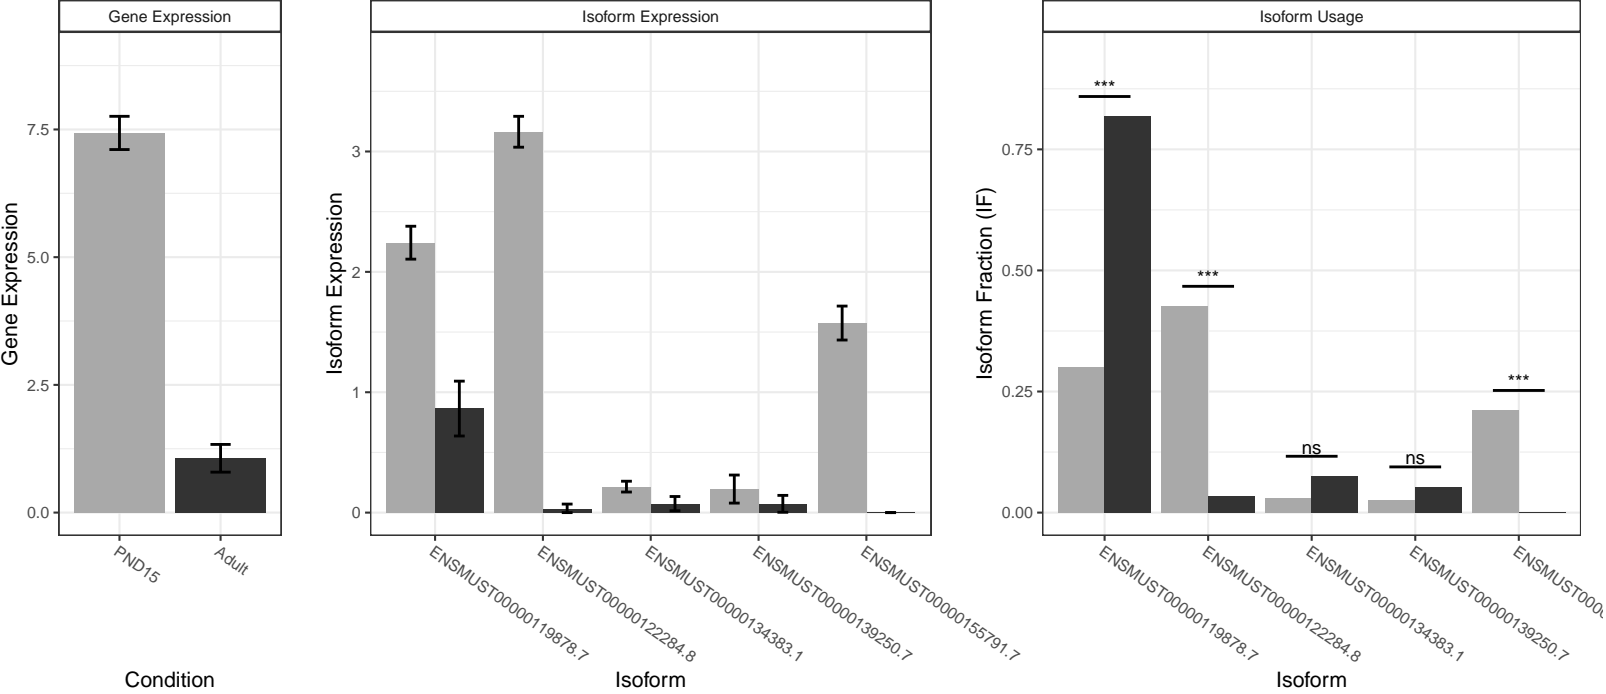 Gene Expression
Isoform Expression
Isoform Usage
Gene Expression
7.5
5.0
2.5
0.0
PND15
Adult
Condition
Isoform Expression
3
2
1
0
ENSMUST00000119878.7
ENSMUST00000122284.8
ENSMUST00000134383.1
ENSMUST00000139250.7
ENSMUST00000155791.7
Isoform
Isoform Fraction (IF)
0.75
0.50
0.25
0.00
***
***
ns
ns
***
ENSMUST00000119878.7
ENSMUST00000122284.8
ENSMUST00000134383.1
ENSMUST00000139250.7
ENSMUST000
Isoform